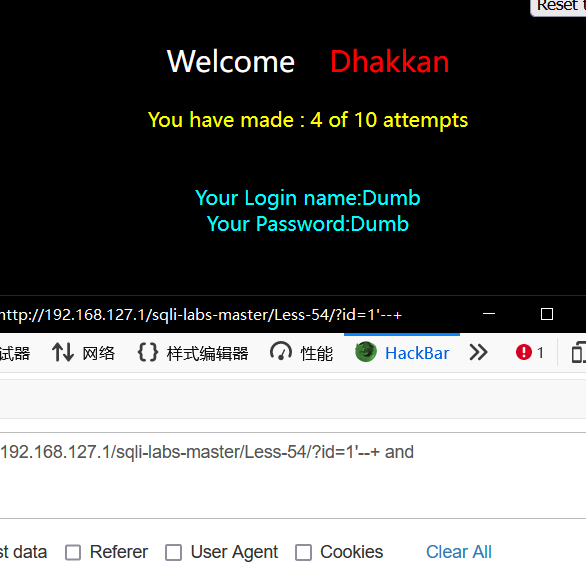 Reset t
Welcome Dhakkan
You have made : 4 of 10 attempts
Your Login name:Dumb
Your Password:Dumb
http://192.168.127.1/sqli-labs-master/Less-54/?id=1'--+
试器 网络 {} 样式编辑器 性能 HackBar 1
192.168.127.1/sqli-labs-master/Less-54/?id=1'--+ and
st data Referer User Agent Cookies Clear All